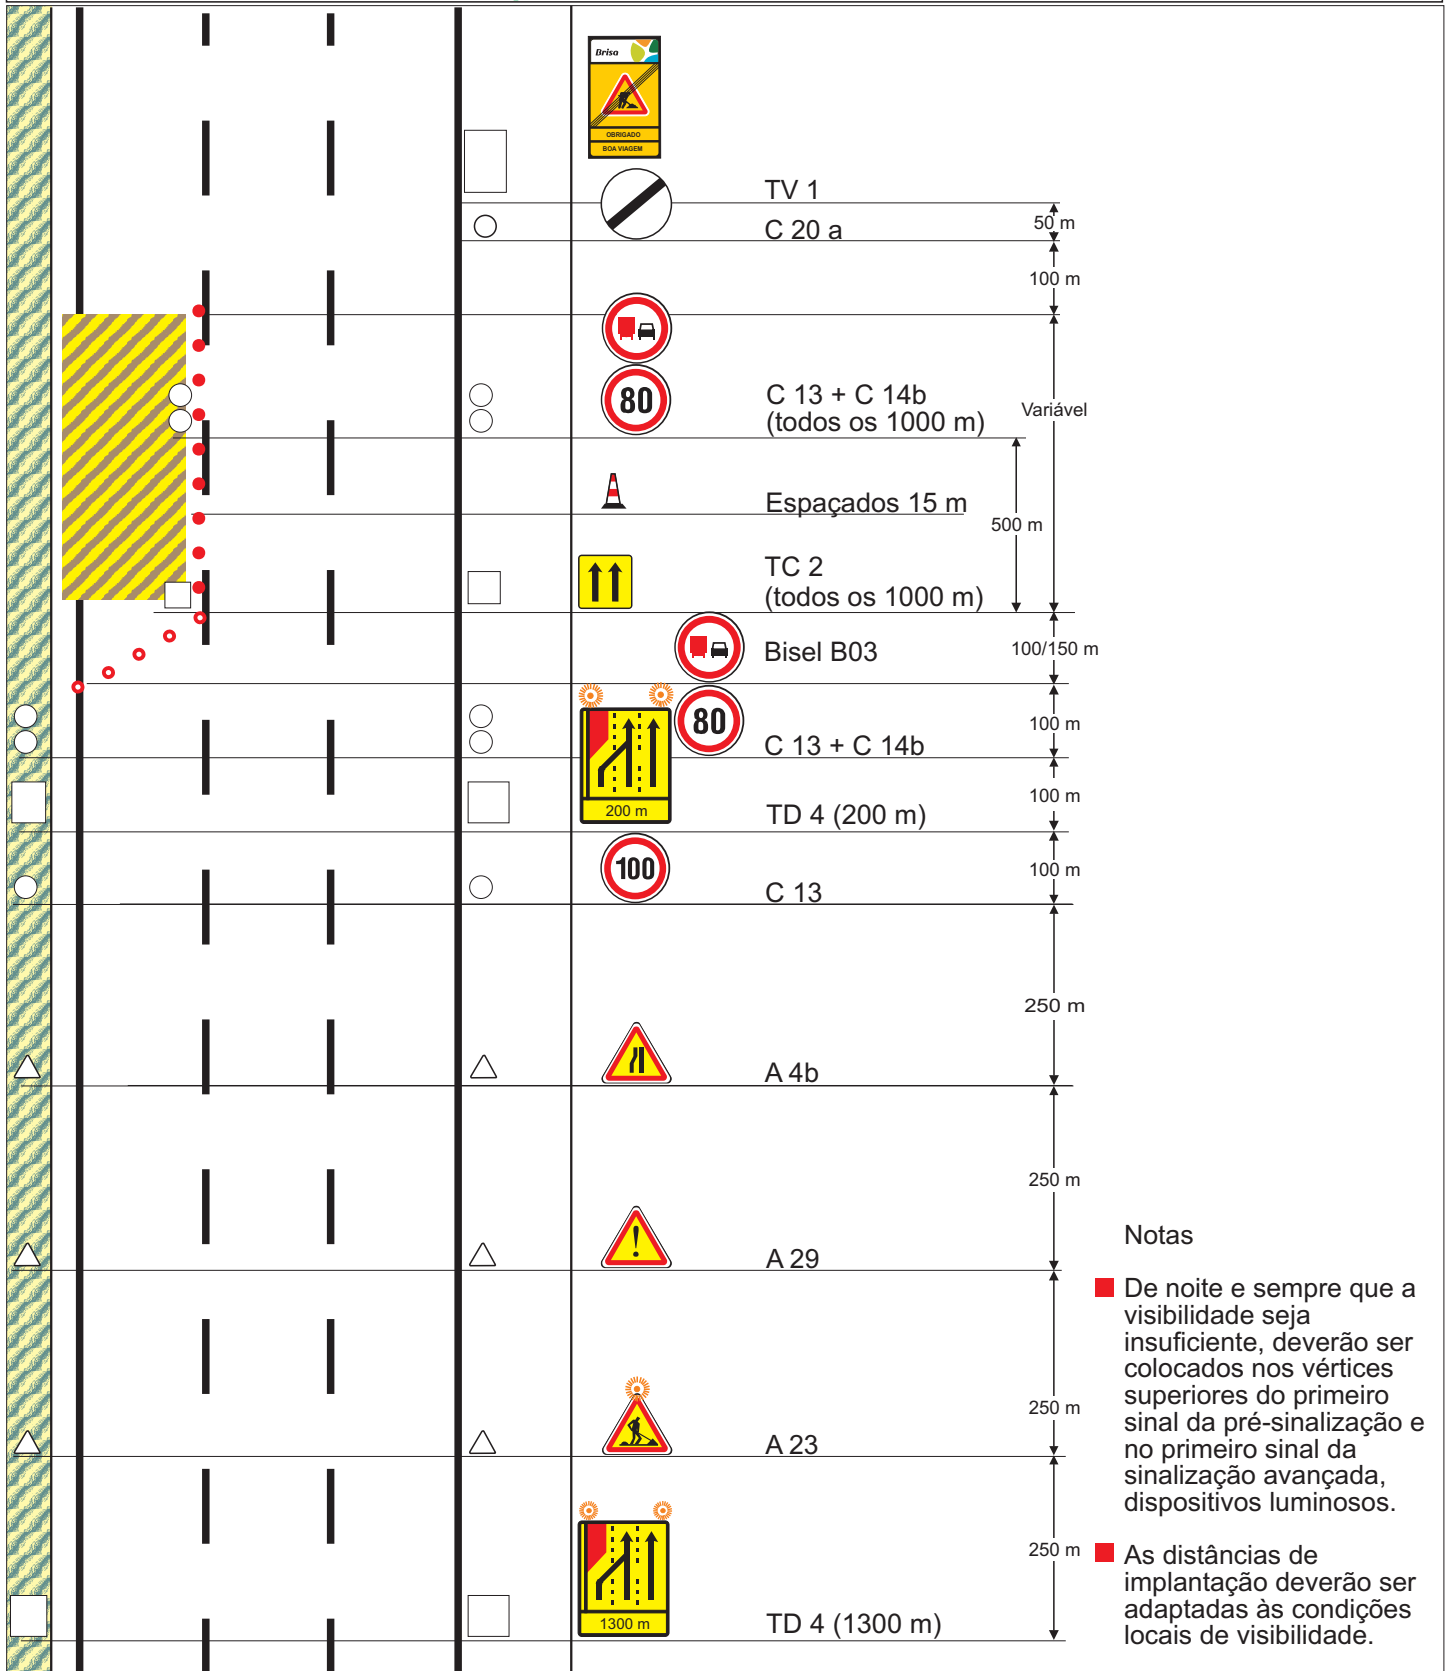 Brisa
OBRIGADO
BOA VIAGEM
TV 1
C 20 a
50 m
100 m
80
C 13 + C 14b
(todos os 1000 m)
Variável
Espaçados 15 m
500 m
TC 2
(todos os 1000 m)
Bisel B03
100/150 m
80
C 13 + C 14b
100 m
200 m
TD 4 (200 m)
100 m
100
C 13
100 m
250 m
A 4b
250 m
!
A 29
250 m
A 23
250 m
1300 m
TD 4 (1300 m)
Notas
De noite e sempre que a
visibilidade seja
insuficiente, deverão ser
colocados nos vértices
superiores do primeiro
sinal da pré-sinalização e
no primeiro sinal da
sinalização avançada,
dispositivos luminosos.
As distâncias de
implantação deverão ser
adaptadas às condições
locais de visibilidade.